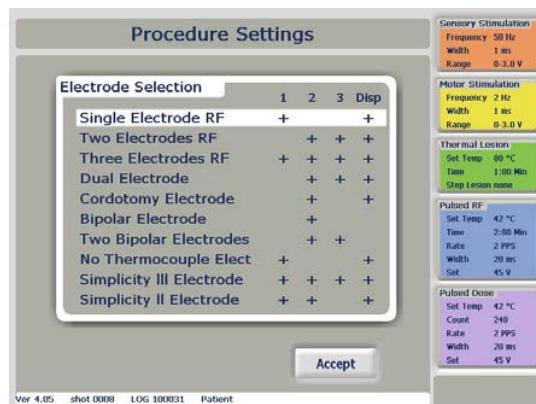 Procedure Settings
Electrode Selection
1 2 3 Disp
Single Electrode RF + +
Two Electrodes RF + + +
Three Electrodes RF + + + +
Dual Electrode + + +
Cordotomy Electrode + +
Bipolar Electrode +
Two Bipolar Electrodes + +
No Thermocouple Elect + +
Simplicity lll Electrode + + + +
Simplicity ll Electrode + + +
Accept
Ver 4.05 shot 0008 LOG 100031 Patient
Sensory Stimulation
Frequency 50 Hz
Width 1 ms
Range 0-3.0 V
Motor Stimulation
Frequency 2 Hz
Width 1 ms
Range 0-3.0 V
Thermal Lesion
Set Temp 80 °C
Time 1:00 Min
Step Lesion none
Pulsed RF
Set Temp 42 °C
Time 2:00 Min
Rate 2 PPS
Width 20 ms
Set 45 V
Pulsed Dose
Set Temp 42 °C
Count 240
Rate 2 PPS
Width 20 ms
Set 45 V